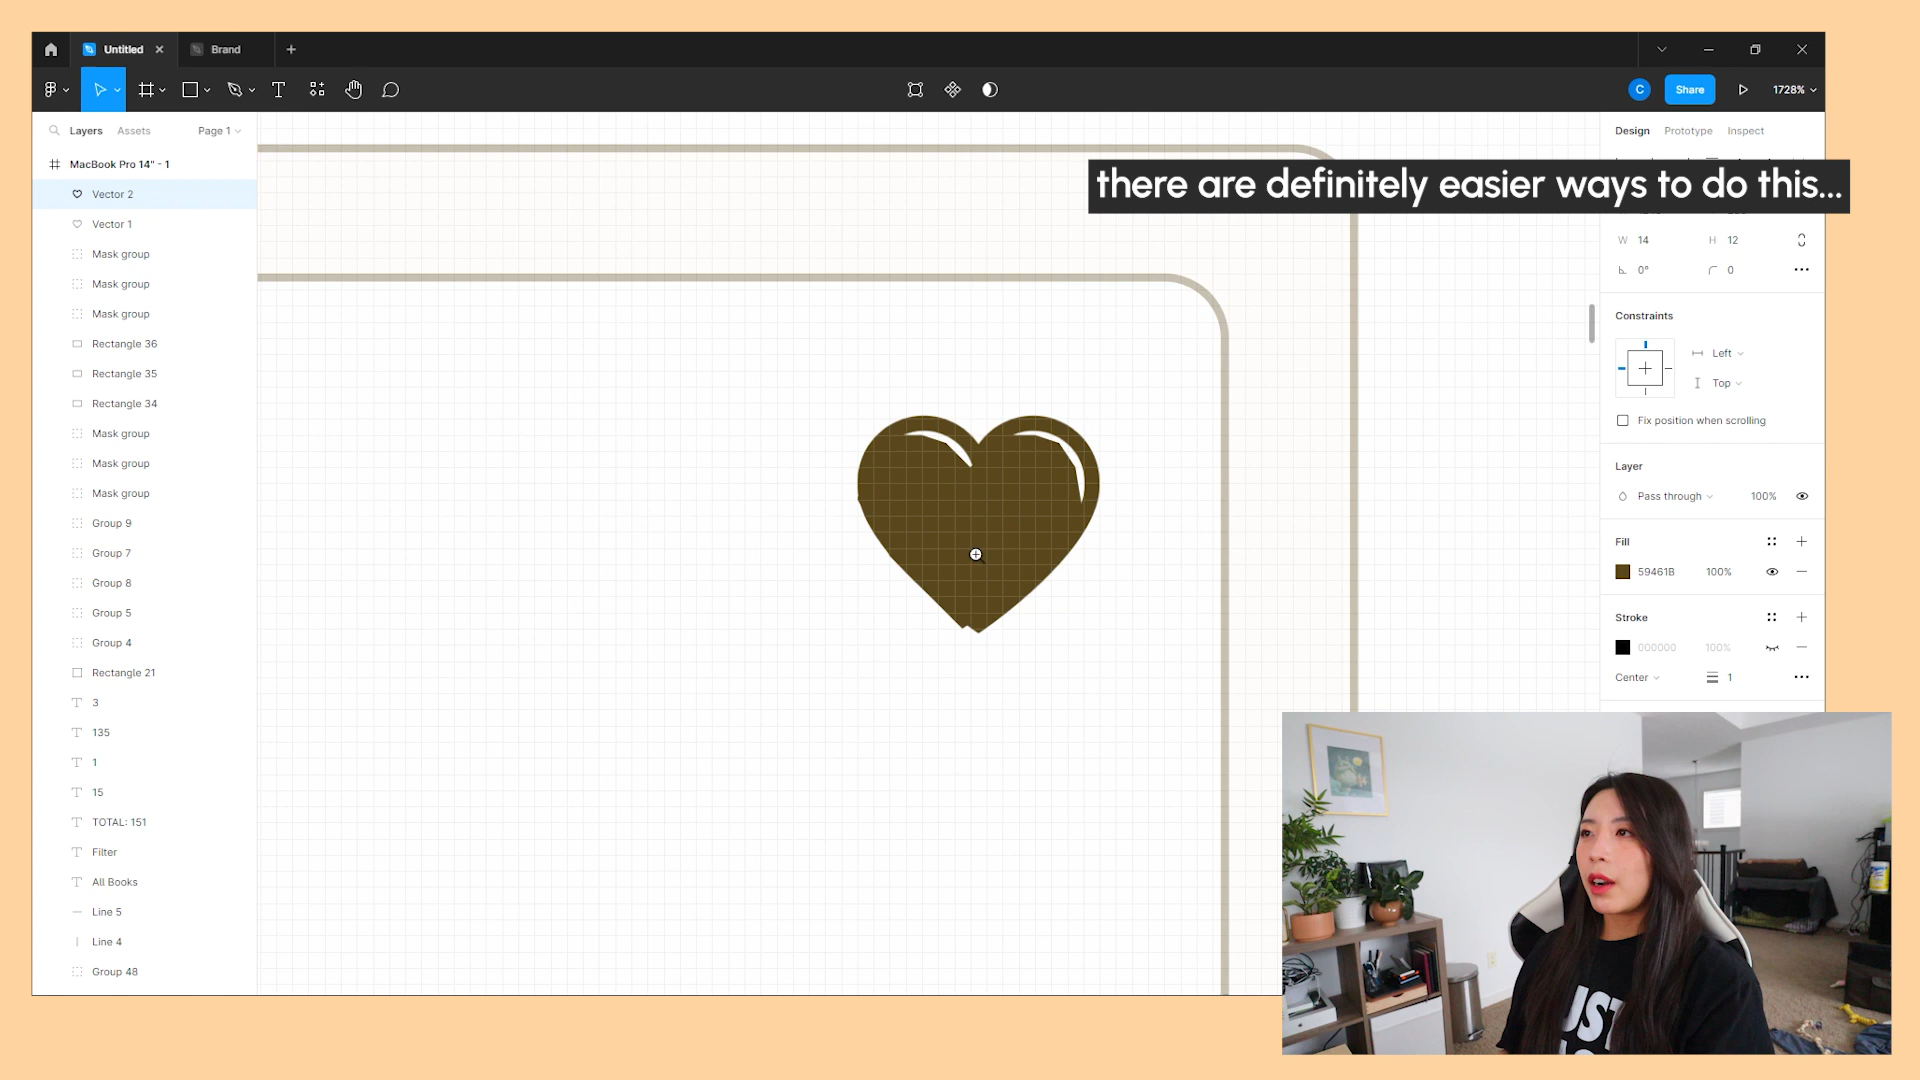 Untitled
Brand
C
Share
1728%
Layers
Assets
Page 1
Design
Prototype
Inspect
there are definitely easier ways to do this...
MacBook Pro 14" - 1
Vector 2
Vector 1
Mask group
Mask group
Mask group
Rectangle 36
Rectangle 35
Rectangle 34
Mask group
Mask group
Mask group
Group 9
Group 7
Group 8
Group 5
Group 4
Rectangle 21
3
135
1
15
TOTAL: 151
Filter
All Books
Line 5
Line 4
Group 48
W 14
H 12
0°
0
Constraints
Left
Top
Fix position when scrolling
Layer
Pass through
100%
Fill
59461B
100%
Stroke
000000
100%
Center
1